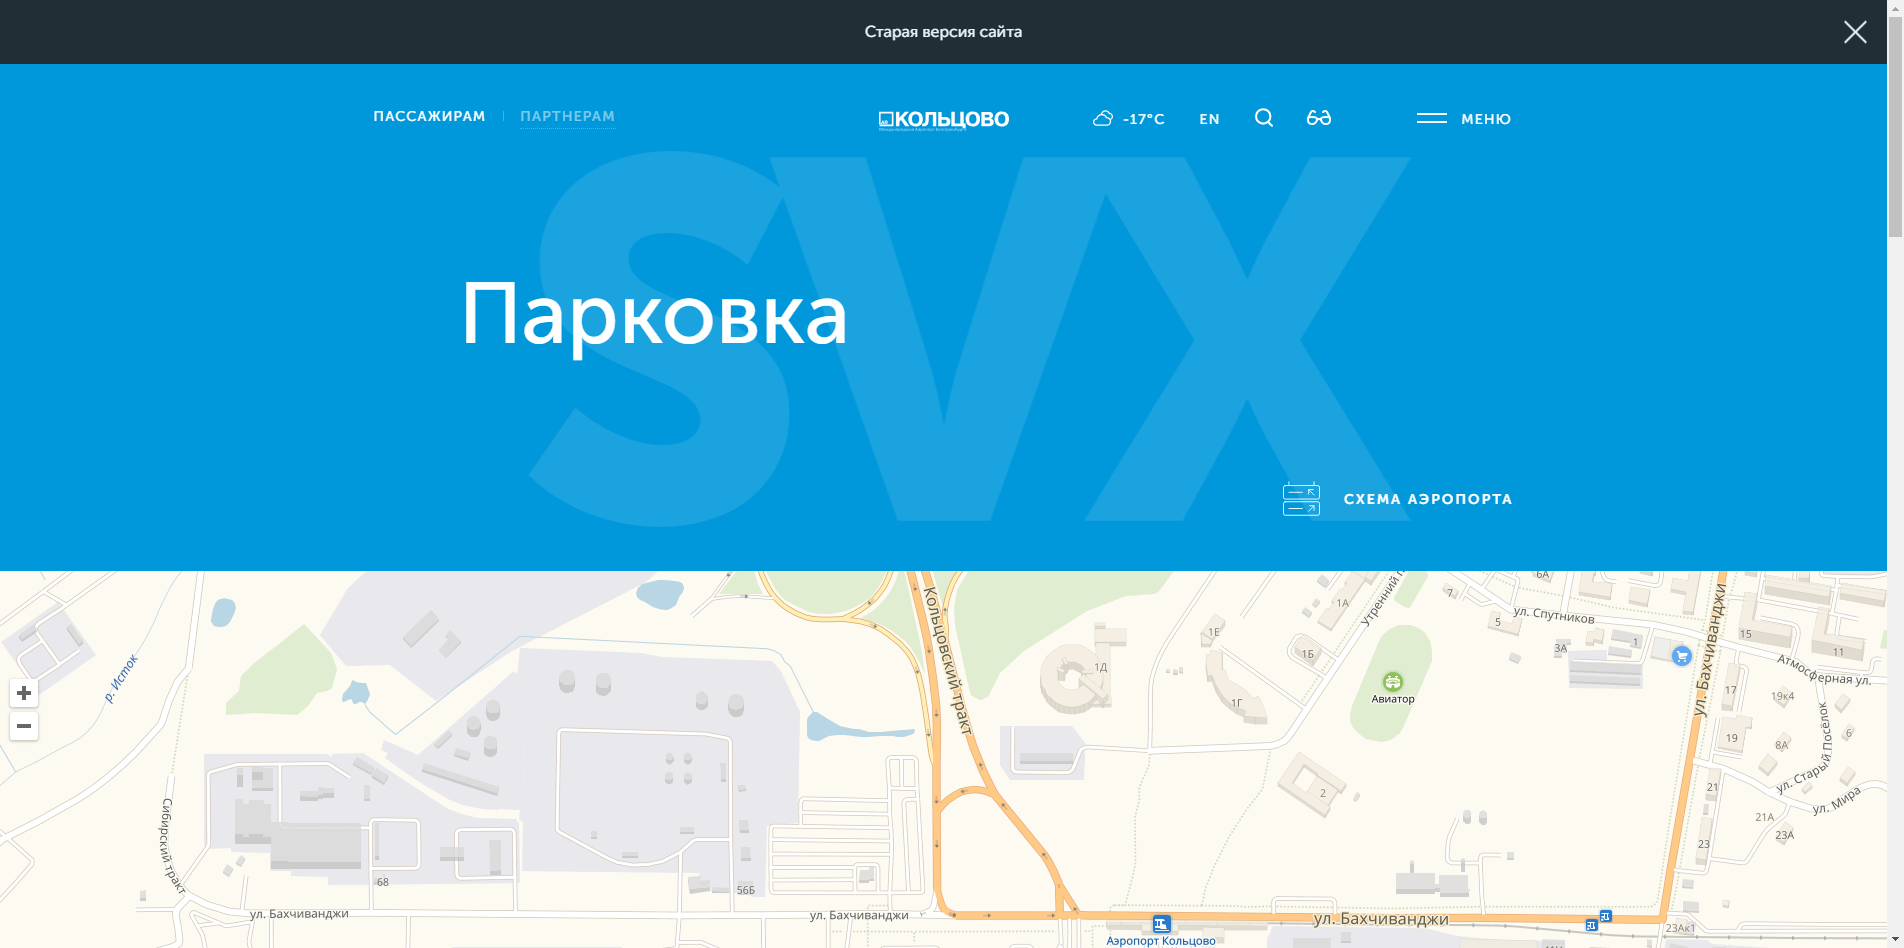 Старая версия сайта
ПАССАЖИРАМ
ПАРТНЕРАМ
КОЛЬЦОВО
-17°C
EN
МЕНЮ
SVX
Парковка
СХЕМА АЭРОПОРТА
р. Исток
Сибирский тракт
68
56Б
ул. Бахчиванджи
ул. Бахчиванджи
Кольцовский тракт
1Д
1Е
1Г
1Б
1А
Утренний
Авиатор
2
7
6А
5
ул. Спутников
3А
1
ул. Бахчиванджи
15
11
Атмосферная ул.
17
19к4
19
8А
6
ул. Старый Посёлок
21
ул. Мира
21А
23А
23
Аэропорт Кольцово
ул. Бахчиванджи
23Ак1